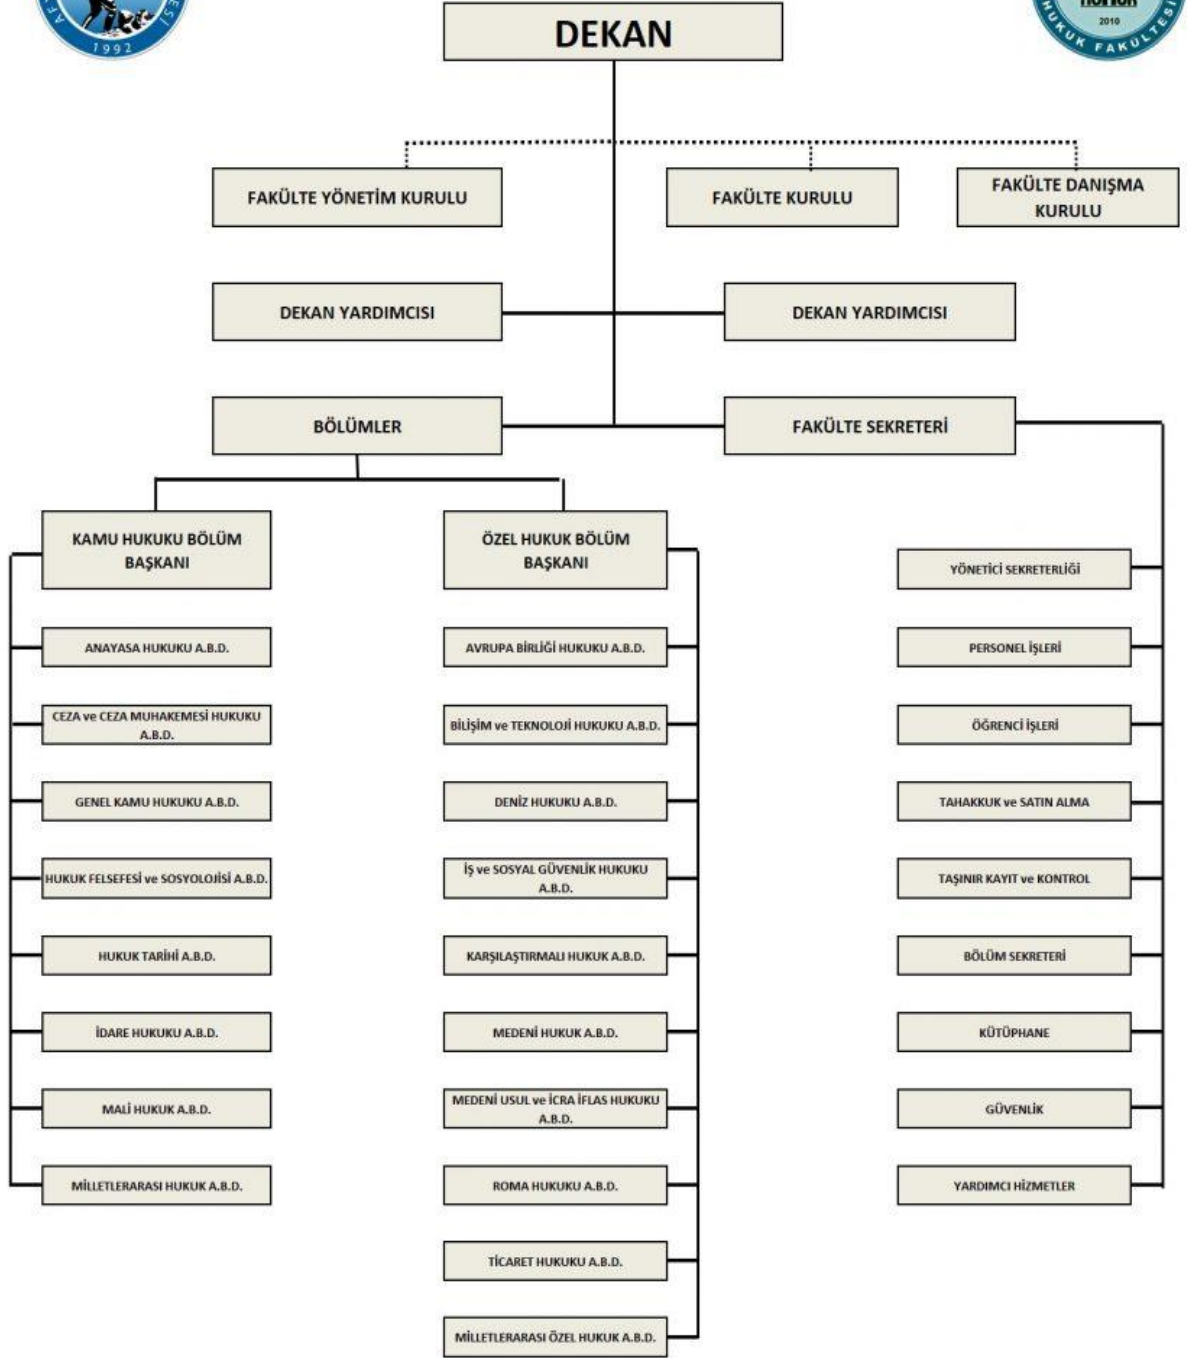 1992
2010
HUKUK FAKÜLTESİ
DEKAN
FAKÜLTE YÖNETİM KURULU
FAKÜLTE KURULU
FAKÜLTE DANIŞMA
KURULU
DEKAN YARDIMCISI
DEKAN YARDIMCISI
BÖLÜMLER
FAKÜLTE SEKRETERİ
KAMU HUKUKU BÖLÜM
BAŞKANI
ANAYASA HUKUKU A.B.D.
CEZA ve CEZA MUHAKEMESİ HUKUKU
A.B.D.
GENEL KAMU HUKUKU A.B.D.
HUKUK FELSEFESİ ve SOSYOLOJİSİ A.B.D.
HUKUK TARİHİ A.B.D.
İDARE HUKUKU A.B.D.
MALİ HUKUK A.B.D.
MİLLETLERARASI HUKUK A.B.D.
ÖZEL HUKUK BÖLÜM
BAŞKANI
AVRUPA BİRLİĞİ HUKUKU A.B.D.
BİLİŞİM ve TEKNOLOJİ HUKUKU A.B.D.
DENİZ HUKUKU A.B.D.
İŞ ve SOSYAL GÜVENLİK HUKUKU
A.B.D.
KARŞILAŞTIRMALI HUKUK A.B.D.
MEDENİ HUKUK A.B.D.
MEDENİ USUL ve İCRA İFLAS HUKUKU
A.B.D.
ROMA HUKUKU A.B.D.
TİCARET HUKUKU A.B.D.
MİLLETLERARASI ÖZEL HUKUK A.B.D.
YÖNETİCİ SEKRETERLİĞİ
PERSONEL İŞLERİ
ÖĞRENCİ İŞLERİ
TAHAKKUK ve SATIN ALMA
TAŞINIR KAYIT ve KONTROL
BÖLÜM SEKRETERİ
KÜTÜPHANE
GÜVENLİK
YARDIMCI HİZMETLER